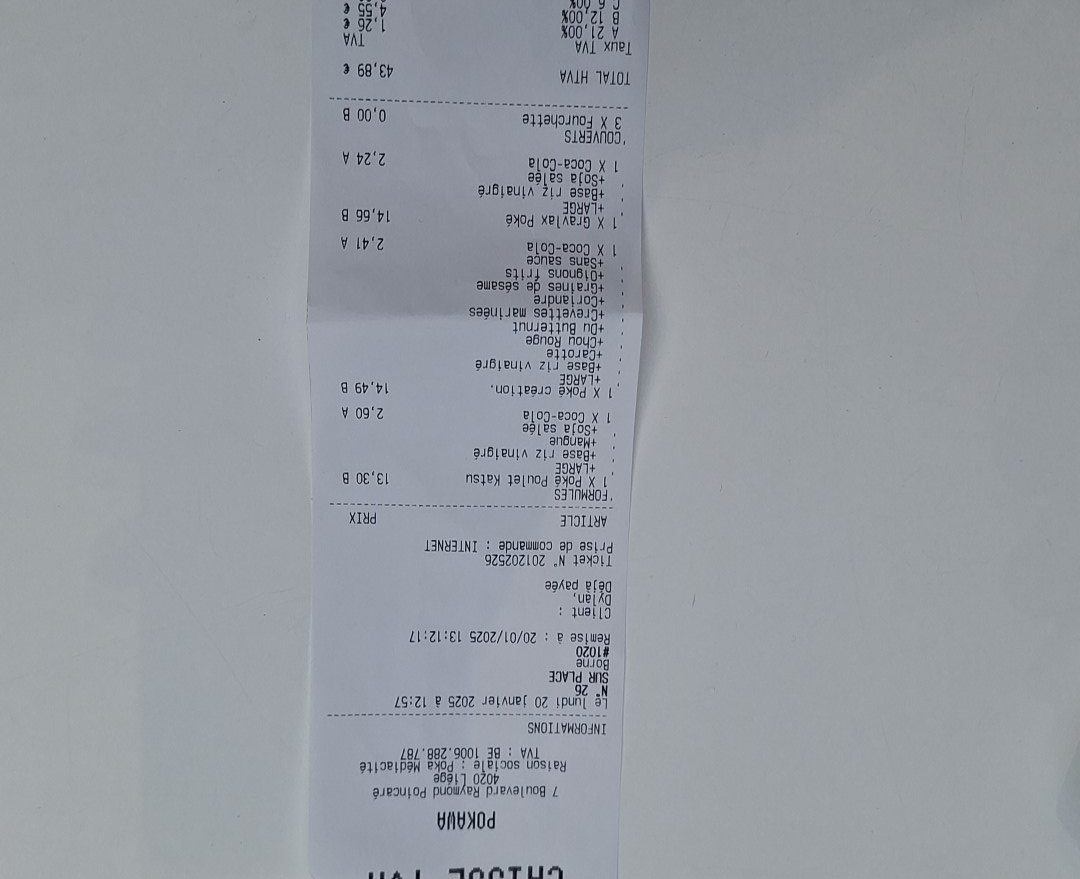 POKAWA
7 Boulevard Raymond Poincaré
4020 Liège
Raison sociale : Poka Médiacité
TVA : BE 1006.288.787
INFORMATIONS
Le lundi 20 janvier 2025 à 12:57
N° 26
SUR PLACE
Borne
#1020
Remise à : 20/01/2025 13:12:17
Client :
Dylan,
Déjà payée
Ticket N° 201202526
Prise de commande : INTERNET
ARTICLE PRIX
'FORMULES
'1 X Poké Poulet Katsu 13,30 B
' +LARGE
' +Base riz vinaigré
' +Mangue
' +Soja salée
1 X Coca-Cola 2,60 A
'1 X Poké création. 14,49 B
' +LARGE
' +Base riz vinaigré
' +Carotte
' +Chou Rouge
' +Du Butternut
' +Crevettes marinées
' +Coriandre
' +Graines de sésame
' +Oignons frits
' +Sans sauce
1 X Coca-Cola 2,41 A
1 X Gravlax Poké 14,66 B
' +LARGE
' +Base riz vinaigré
' +Soja salée
1 X Coca-Cola 2,24 A
'COUVERTS
3 X Fourchette 0,00 B
TOTAL HTVA 43,89 €
Taux TVA TVA
A 21,00% 1,26 €
B 12,00% 4,55 €